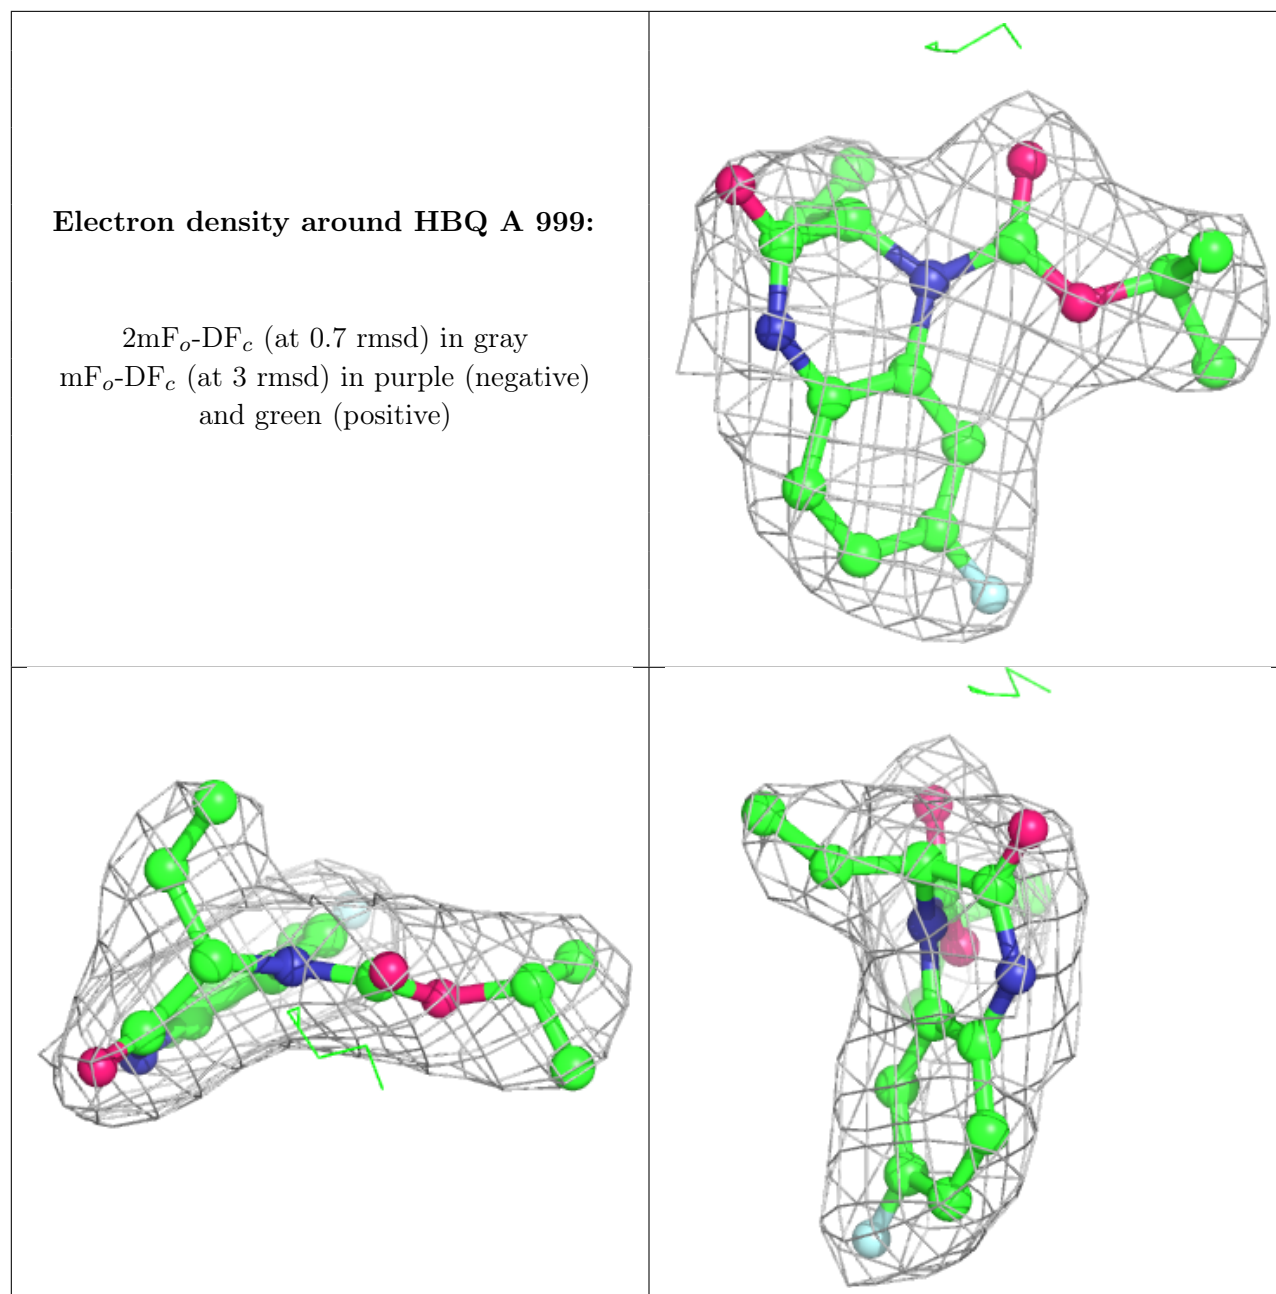 Electron density around HBQ A 999:
2mFo-DFc (at 0.7 rmsd) in gray
mFo-DFc (at 3 rmsd) in purple (negative)
and green (positive)